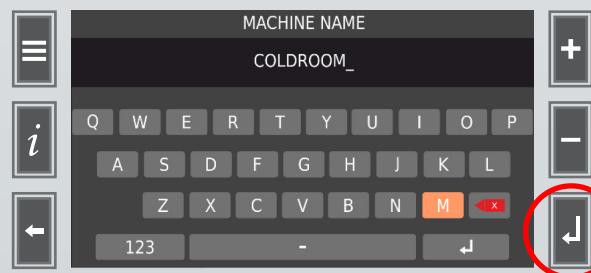 MACHINE NAME
COLDROOM_
Q W E R T Y U I O P
A S D F G H J K L
Z X C V B N M x
123 -
i
+
-